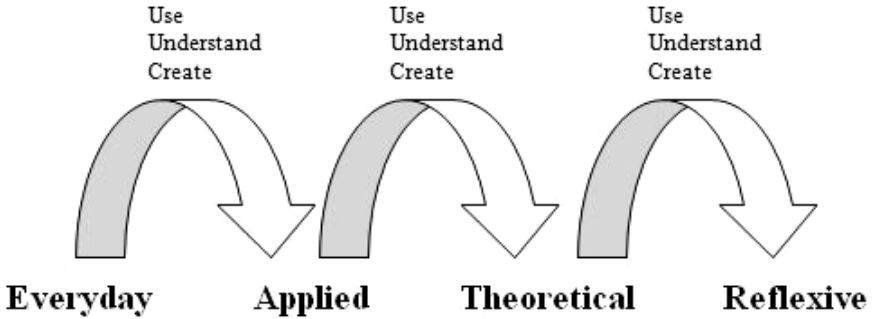 Use
Understand
Create
Use
Understand
Create
Use
Understand
Create
Everyday Applied Theoretical Reflexive